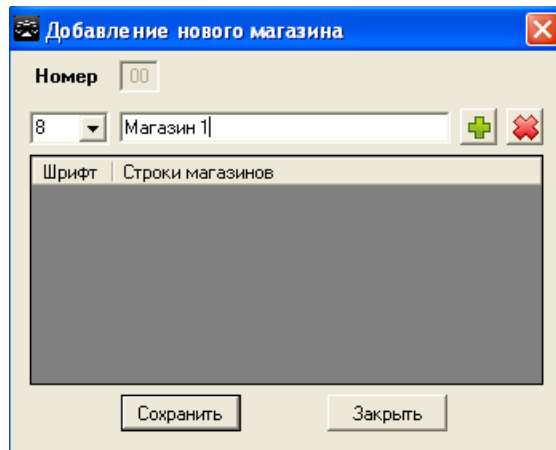 Добавление нового магазина
Номер 00
8 Магазин 1
Шрифт Строки магазинов
Сохранить Закрыть